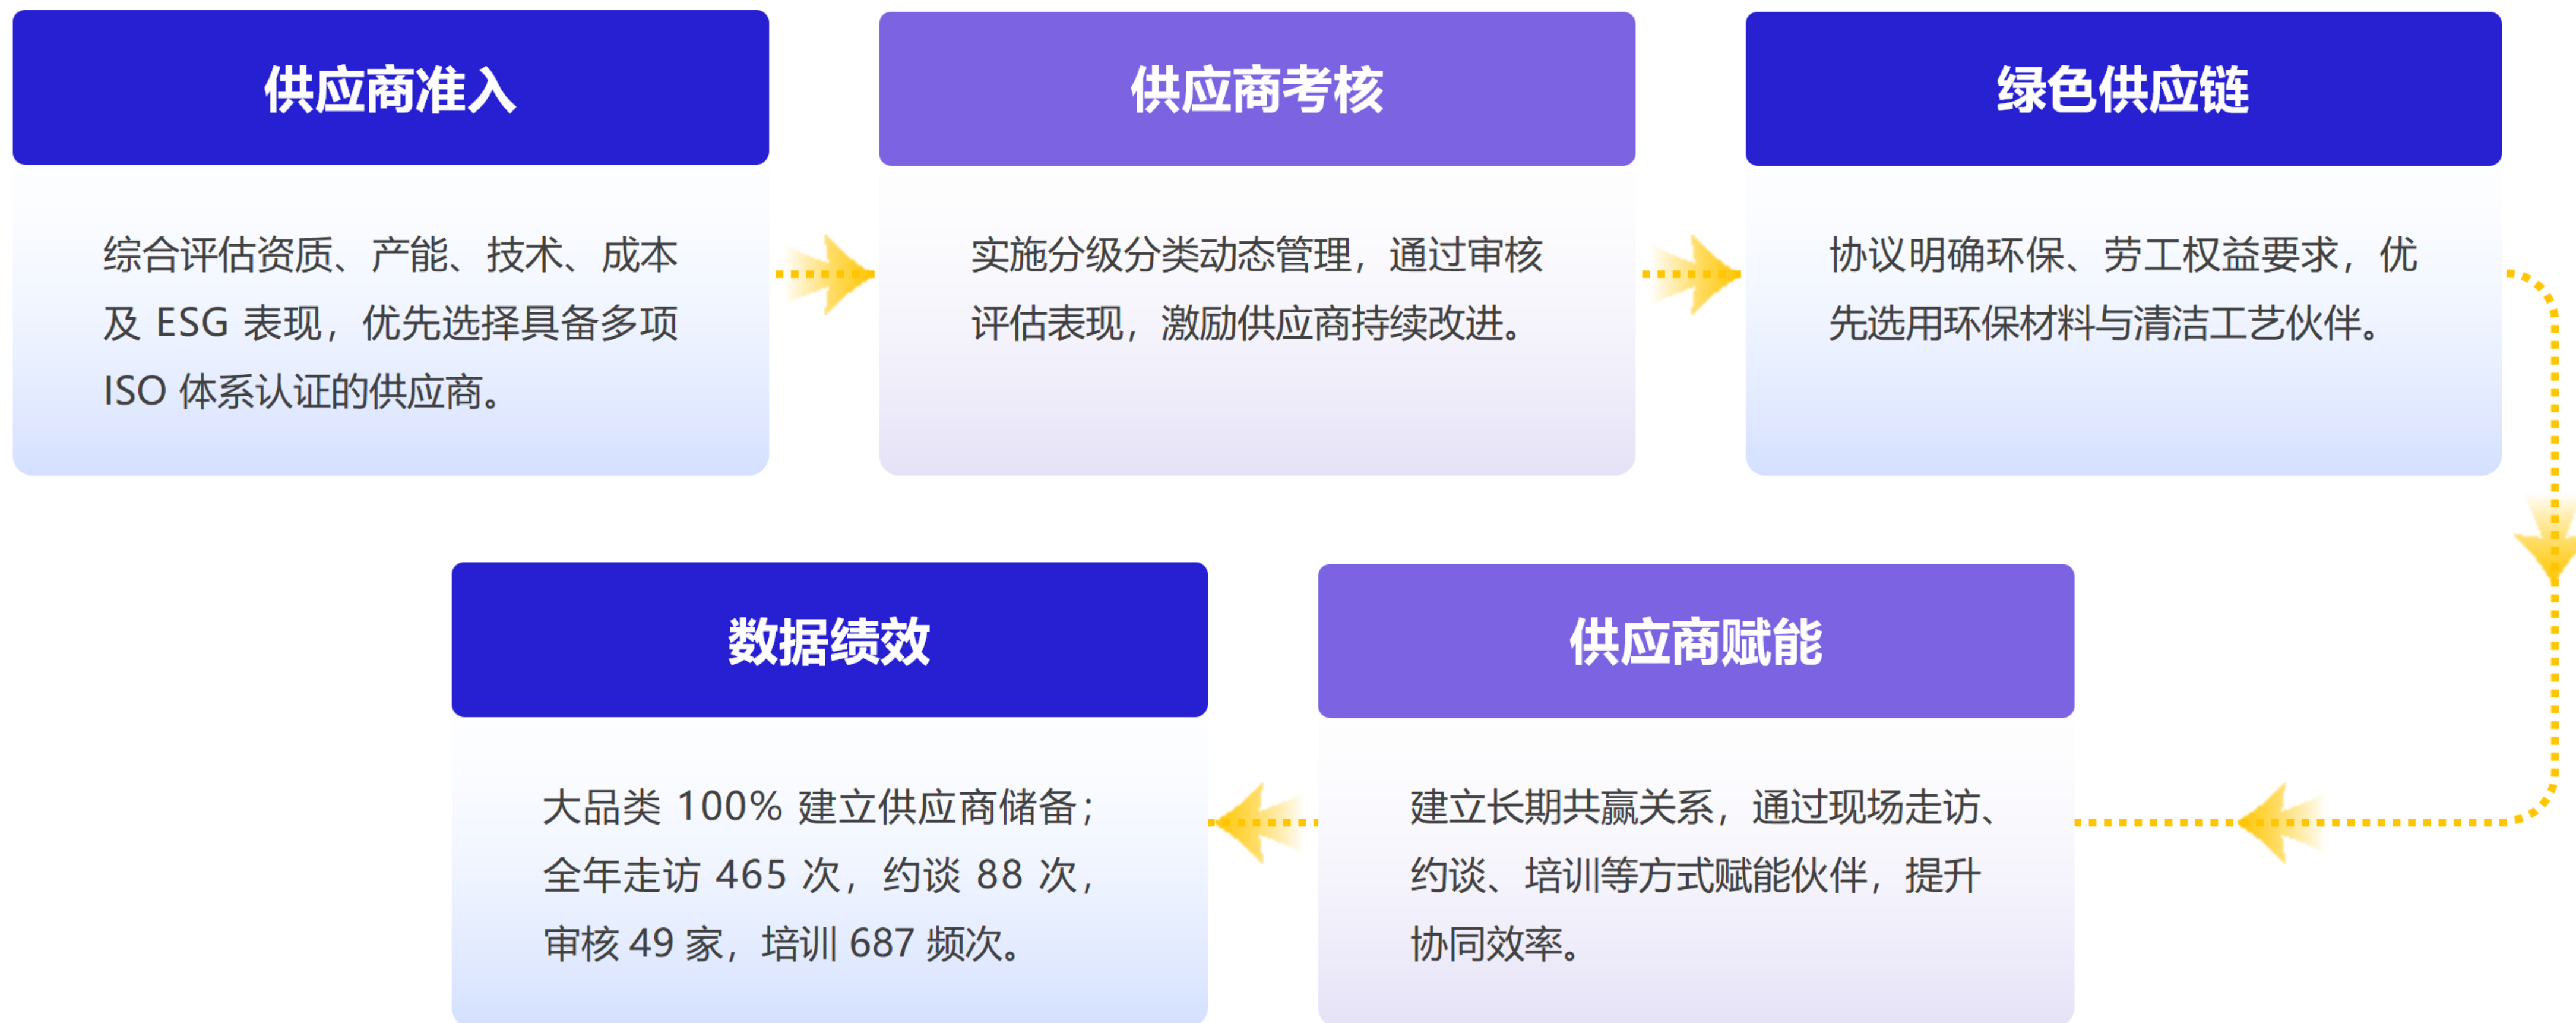 供应商准入
综合评估资质、产能、技术、成本
及 ESG 表现，优先选择具备多项
ISO 体系认证的供应商。
供应商考核
实施分级分类动态管理，通过审核
评估表现，激励供应商持续改进。
绿色供应链
协议明确环保、劳工权益要求，优
先选用环保材料与清洁工艺伙伴。
供应商赋能
建立长期共赢关系，通过现场走访、
约谈、培训等方式赋能伙伴，提升
协同效率。
数据绩效
大品类 100% 建立供应商储备；
全年走访 465 次，约谈 88 次，
审核 49 家，培训 687 频次。